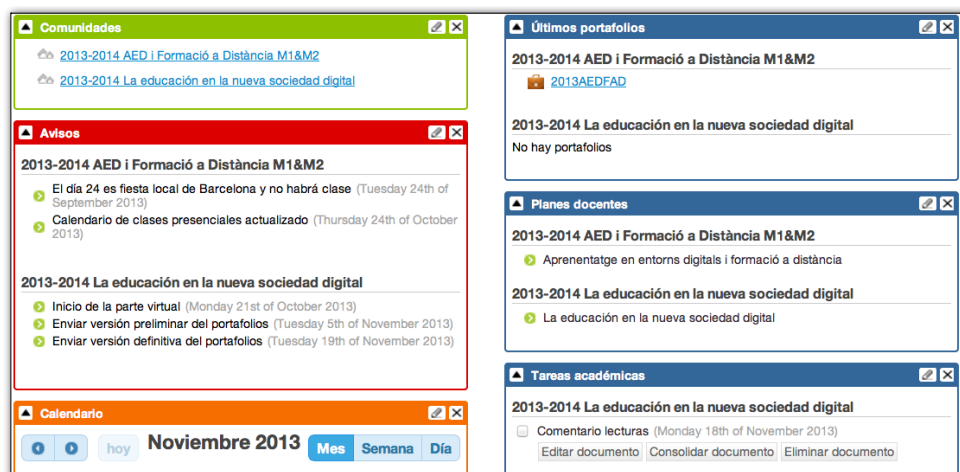 Comunidades
2013-2014 AED i Formació a Distància M1&M2
2013-2014 La educación en la nueva sociedad digital
Avisos
2013-2014 AED i Formació a Distància M1&M2
El día 24 es fiesta local de Barcelona y no habrá clase (Tuesday 24th of
September 2013)
Calendario de clases presenciales actualizado (Thursday 24th of October
2013)
2013-2014 La educación en la nueva sociedad digital
Inicio de la parte virtual (Monday 21st of October 2013)
Enviar versión preliminar del portafolios (Tuesday 5th of November 2013)
Enviar versión definitiva del portafolios (Tuesday 19th of November 2013)
Calendario
hoy Noviembre 2013 Mes Semana Día
Últimos portafolios
2013-2014 AED i Formació a Distància M1&M2
2013AEDFAD
2013-2014 La educación en la nueva sociedad digital
No hay portafolios
Planes docentes
2013-2014 AED i Formació a Distància M1&M2
Aprenentatge en entorns digitals i formació a distància
2013-2014 La educación en la nueva sociedad digital
La educación en la nueva sociedad digital
Tareas académicas
2013-2014 La educación en la nueva sociedad digital
Comentario lecturas (Monday 18th of November 2013)
Editar documento Consolidar documento Eliminar documento